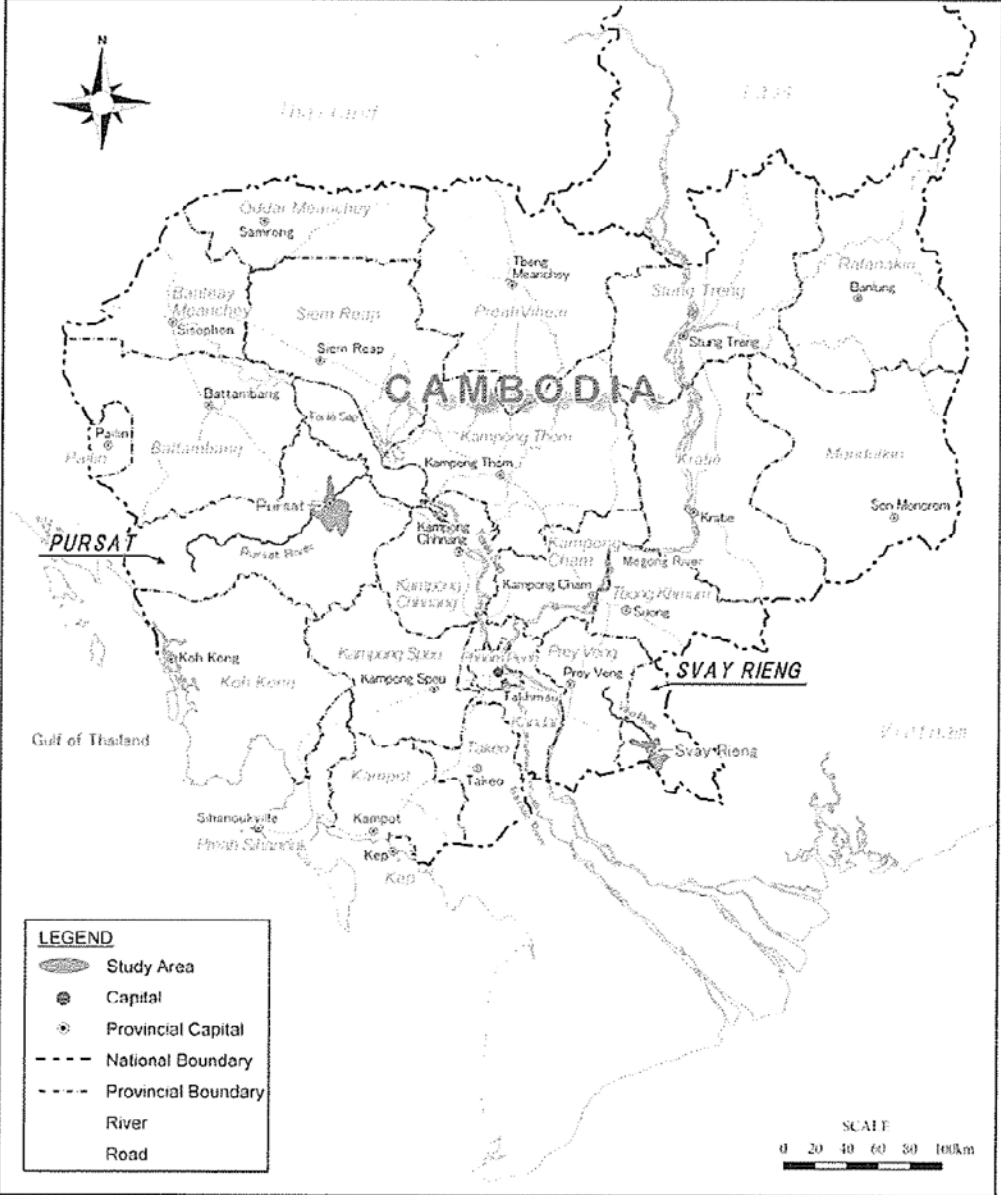 N
Thailand
Laos
Oddar Meanchey
Samrong
Banteay
Meanchey
Sisophon
Siem Reap
Siem Reap
Tbeng
Meanchey
Preah Vihear
Stung Treng
Stung Treng
Ratanakiri
Banlung
CAMBODIA
Battambang
Battambang
Pailin
Pailin
Tonle Sap
Kampong Thom
Kampong Thom
Kratie
Kratie
Mondulkiri
Sen Monorom
Pursat
PURSAT
Pursat River
Kampong
Chhnang
Kampong
Chhnang
Kampong
Cham
Kampong Cham
Megong River
Tboung Khmum
Suong
Koh Kong
Koh Kong
Kampong Speu
Kampong Speu
Phnom Penh
Takhmau
Kandal
Prey Veng
Prey Veng
SVAY RIENG
Svay Rieng
Gulf of Thailand
Vietnam
Takeo
Takeo
Kampot
Kampot
Sihanoukville
Preah Sihanouk
Kep
Kep
LEGEND
Study Area
Capital
Provincial Capital
National Boundary
Provincial Boundary
River
Road
SCALE
0 20 40 60 80 100km